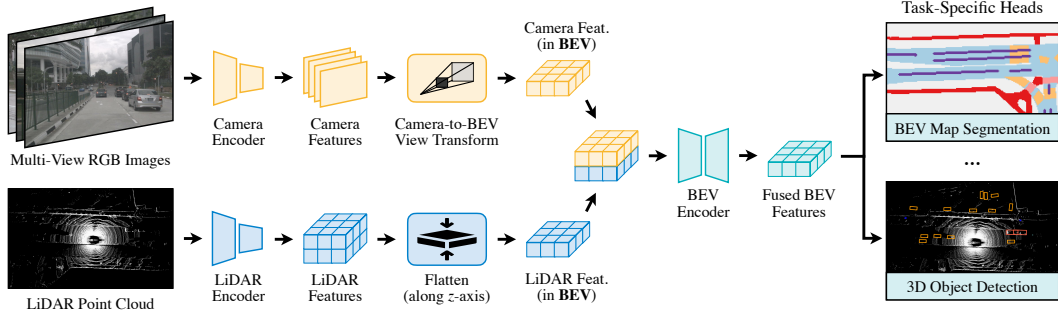 Task-Specific Heads
Camera Feat.
(in BEV)
Camera
Encoder
Camera
Features
Camera-to-BEV
View Transform
Multi-View RGB Images
BEV Map Segmentation
...
BEV
Encoder
Fused BEV
Features
LiDAR
Encoder
LiDAR
Features
Flatten
(along z-axis)
LiDAR Feat.
(in BEV)
LiDAR Point Cloud
3D Object Detection